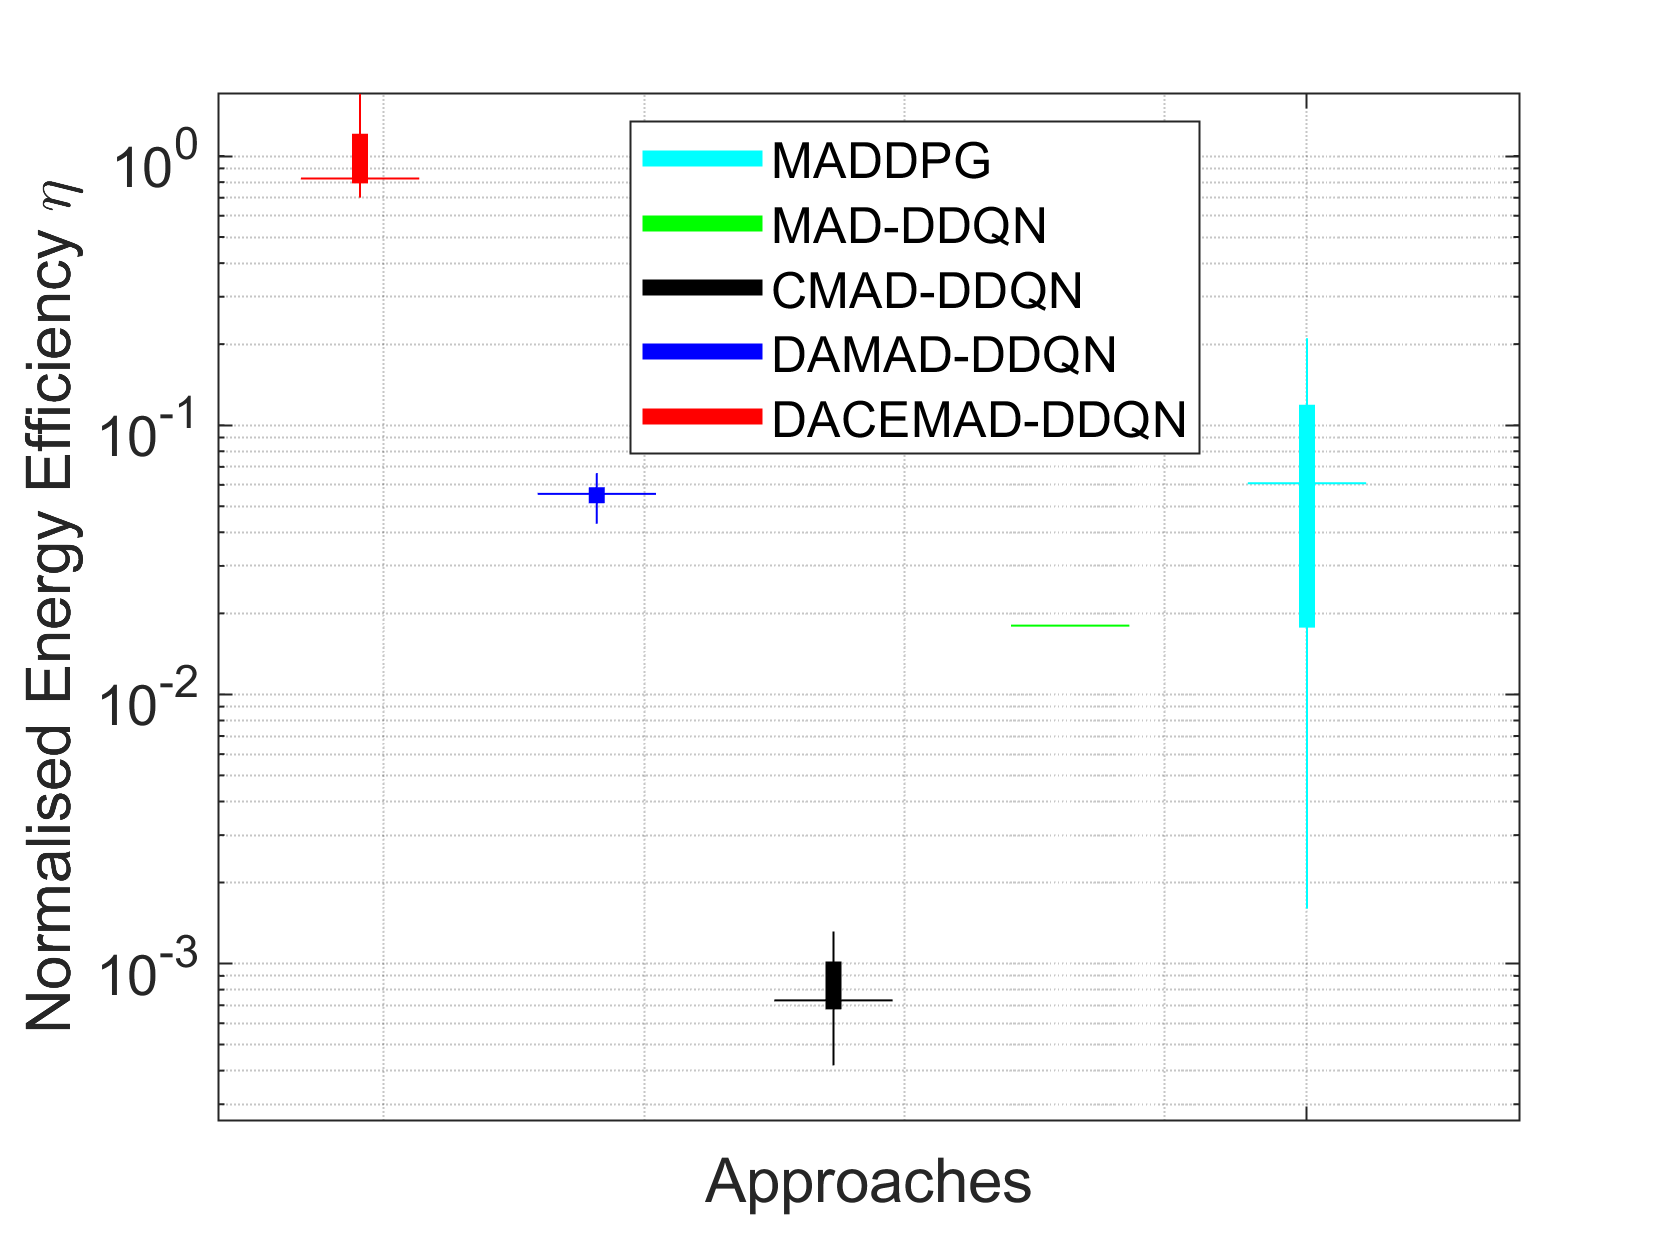 Normalised Energy Efficiency η
10^0
10^-1
10^-2
10^-3
MADDPG
MAD-DDQN
CMAD-DDQN
DAMAD-DDQN
DACEMAD-DDQN
Approaches